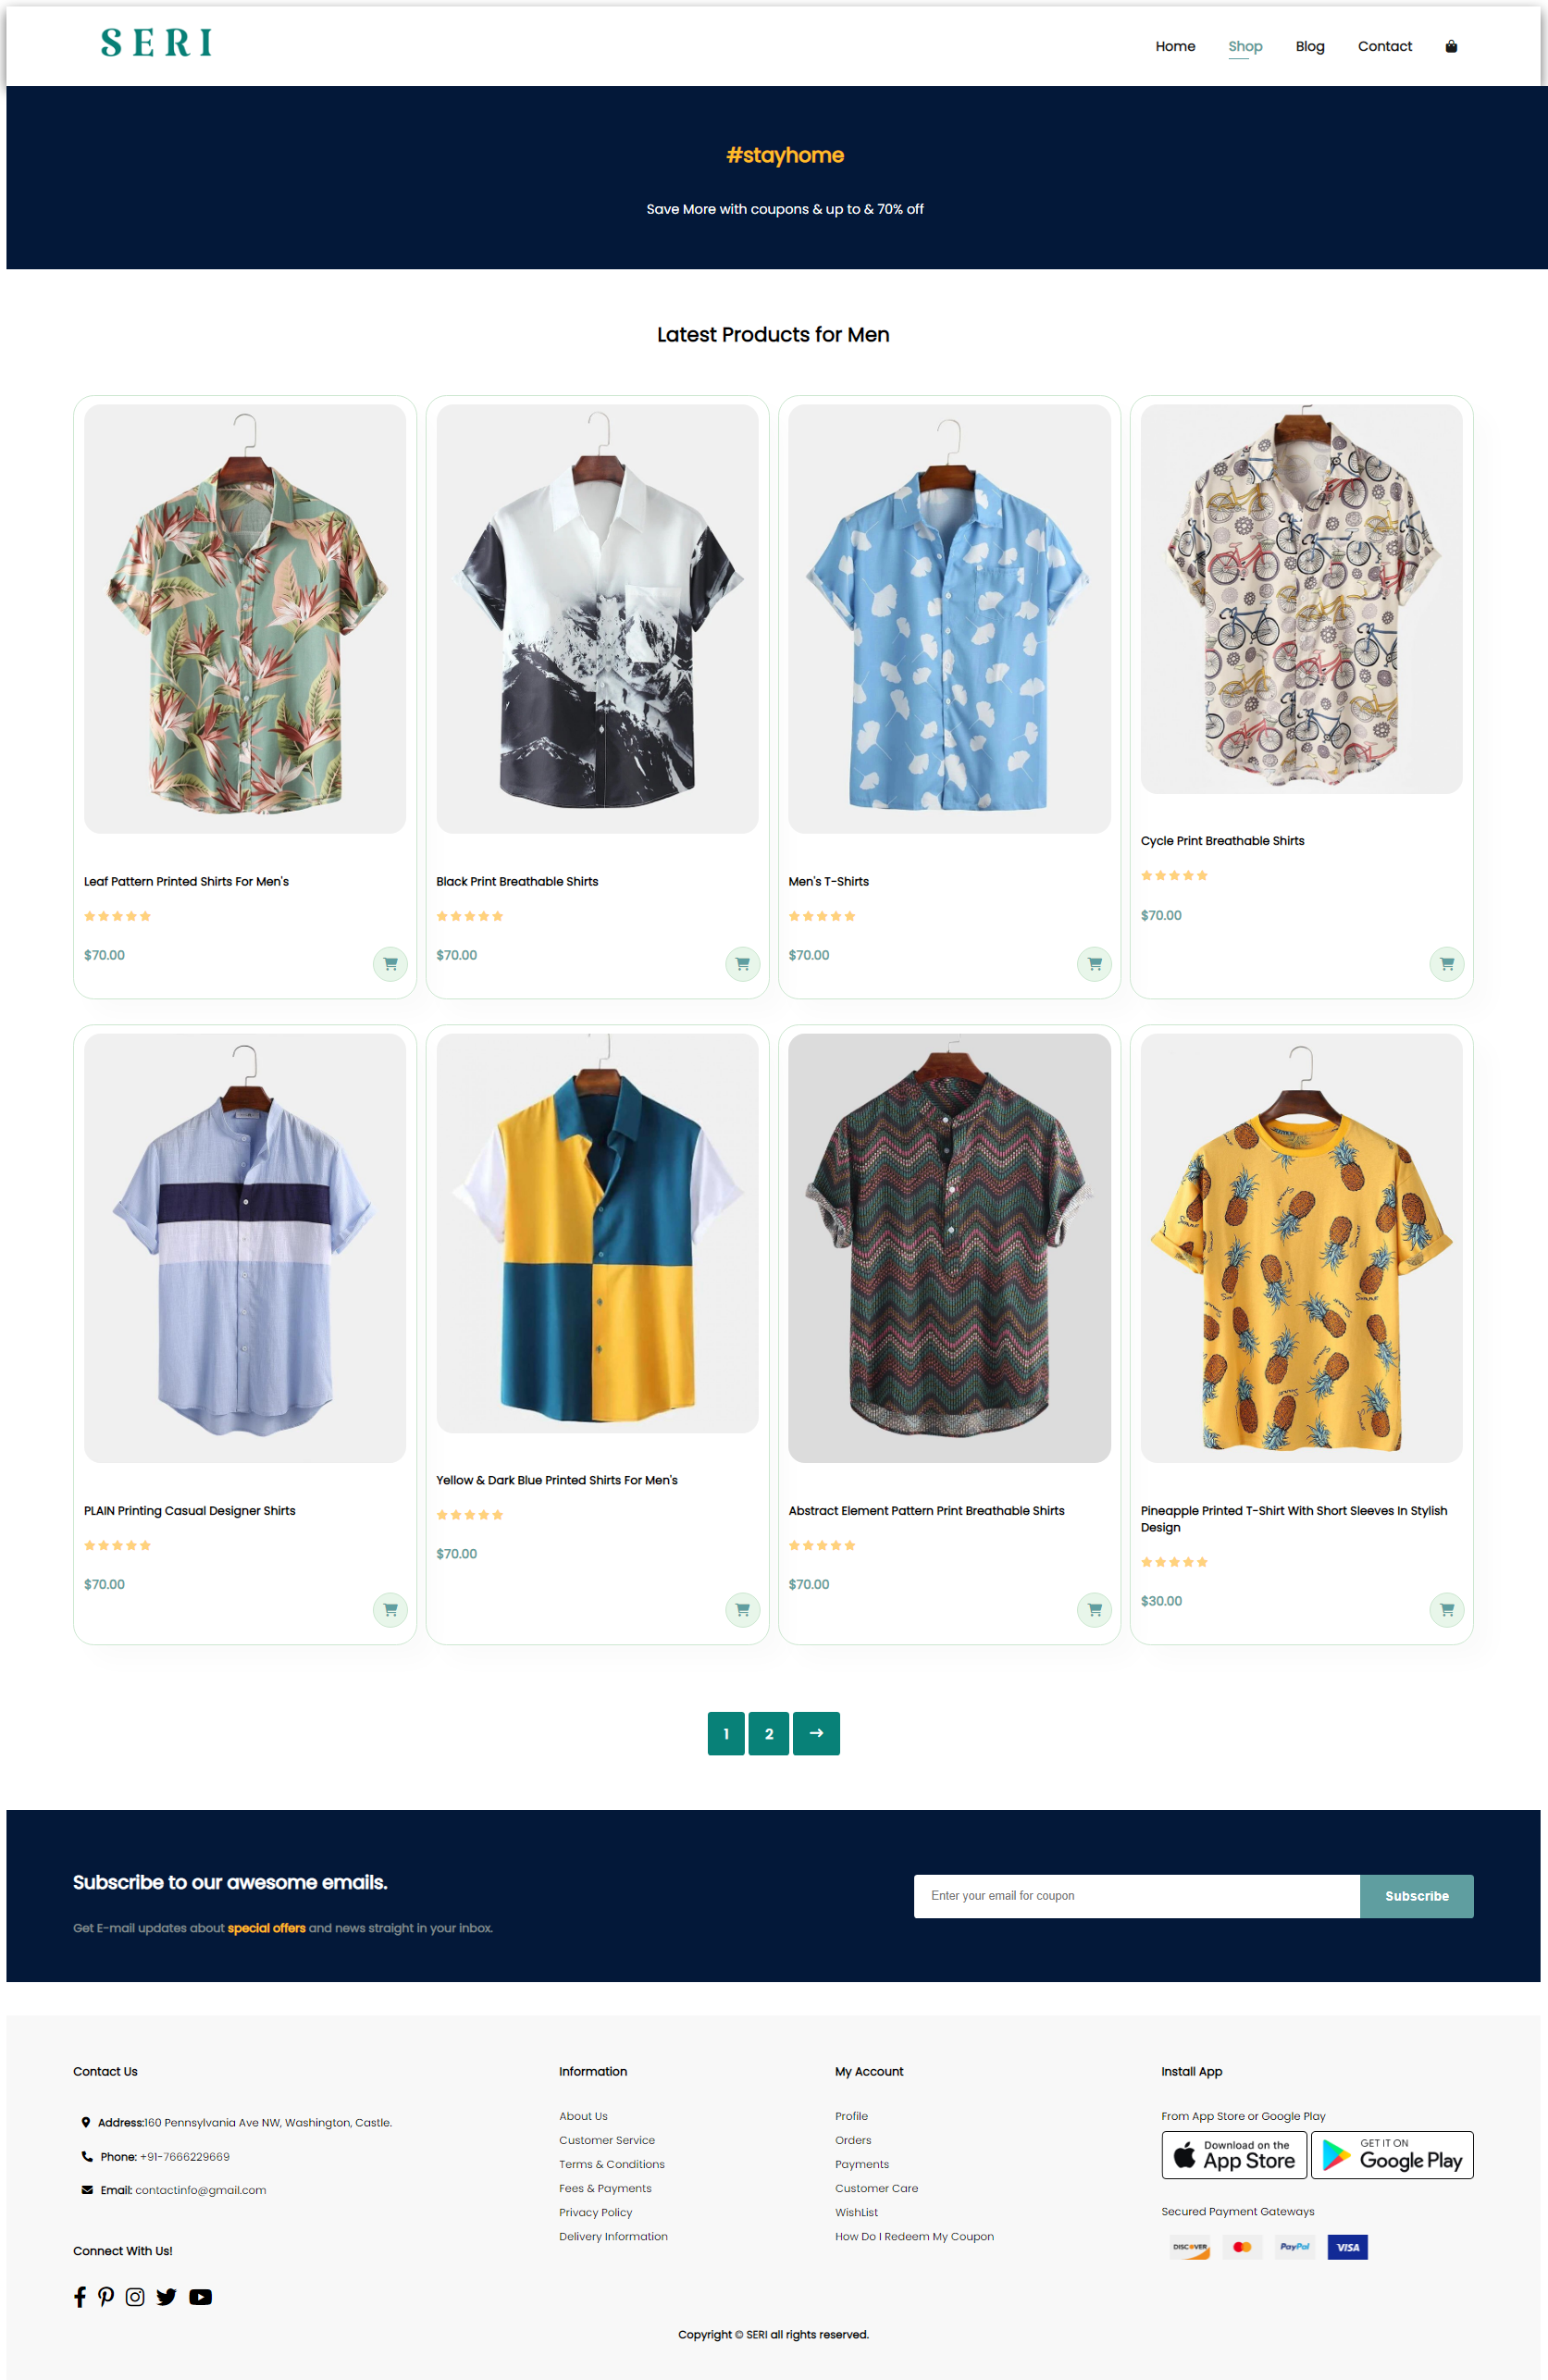 SERI
Home Shop Blog Contact
#stayhome
Save More with coupons & up to & 70% off
Latest Products for Men
Leaf Pattern Printed Shirts For Men's
$70.00
Black Print Breathable Shirts
$70.00
Men's T-Shirts
$70.00
Cycle Print Breathable Shirts
$70.00
PLAIN Printing Casual Designer Shirts
$70.00
Yellow & Dark Blue Printed Shirts For Men's
$70.00
Abstract Element Pattern Print Breathable Shirts
$70.00
Pineapple Printed T-Shirt With Short Sleeves In Stylish
Design
$30.00
1 2 →
Subscribe to our awesome emails.
Get E-mail updates about special offers and news straight in your inbox.
Enter your email for coupon
Subscribe
Contact Us
Address:160 Pennsylvania Ave NW, Washington, Castle.
Phone: +91-7666229669
Email: contactinfo@gmail.com
Connect With Us!
Information
About Us
Customer Service
Terms & Conditions
Fees & Payments
Privacy Policy
Delivery Information
My Account
Profile
Orders
Payments
Customer Care
WishList
How Do I Redeem My Coupon
Install App
From App Store or Google Play
Download on the
App Store
GET IT ON
Google Play
Secured Payment Gateways
DISCOVER
PayPal
VISA
Copyright © SERI all rights reserved.